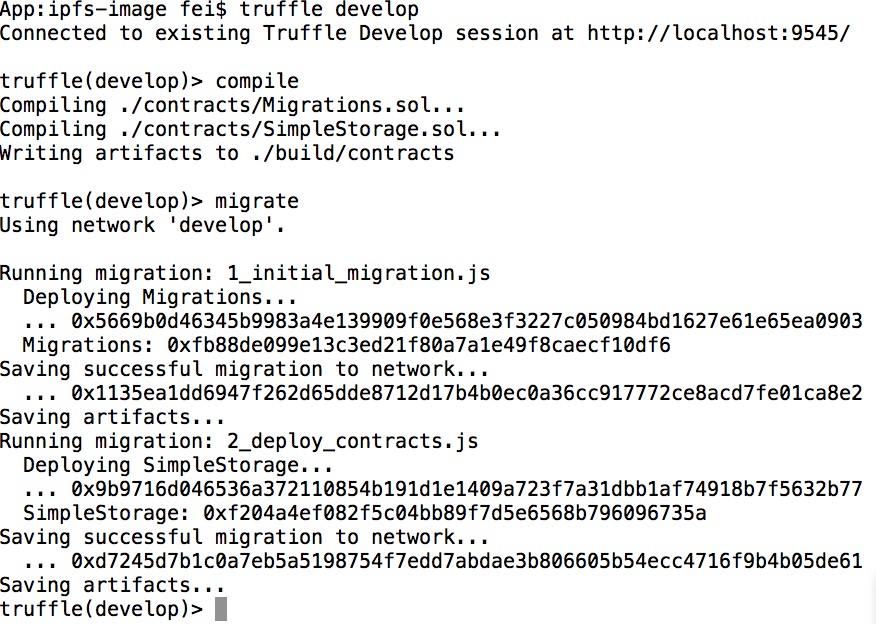 App:ipfs-image fei$ truffle develop
Connected to existing Truffle Develop session at http://localhost:9545/
truffle(develop)> compile
Compiling ./contracts/Migrations.sol...
Compiling ./contracts/SimpleStorage.sol...
Writing artifacts to ./build/contracts
truffle(develop)> migrate
Using network 'develop'.
Running migration: 1_initial_migration.js
Deploying Migrations...
... 0x5669b0d46345b9983a4e139909f0e568e3f3227c050984bd1627e61e65ea0903
Migrations: 0xfb88de099e13c3ed21f80a7a1e49f8caecf10df6
Saving successful migration to network...
... 0x1135ea1dd6947f262d65dde8712d17b4b0ec0a36cc917772ce8acd7fe01ca8e2
Saving artifacts...
Running migration: 2_deploy_contracts.js
Deploying SimpleStorage...
... 0x9b9716d046536a372110854b191d1e1409a723f7a31dbb1af74918b7f5632b77
SimpleStorage: 0xf204a4ef082f5c04bb89f7d5e6568b796096735a
Saving successful migration to network...
... 0xd7245d7b1c0a7eb5a5198754f7edd7abdae3b806605b54ecc4716f9b4b05de61
Saving artifacts...
truffle(develop)>